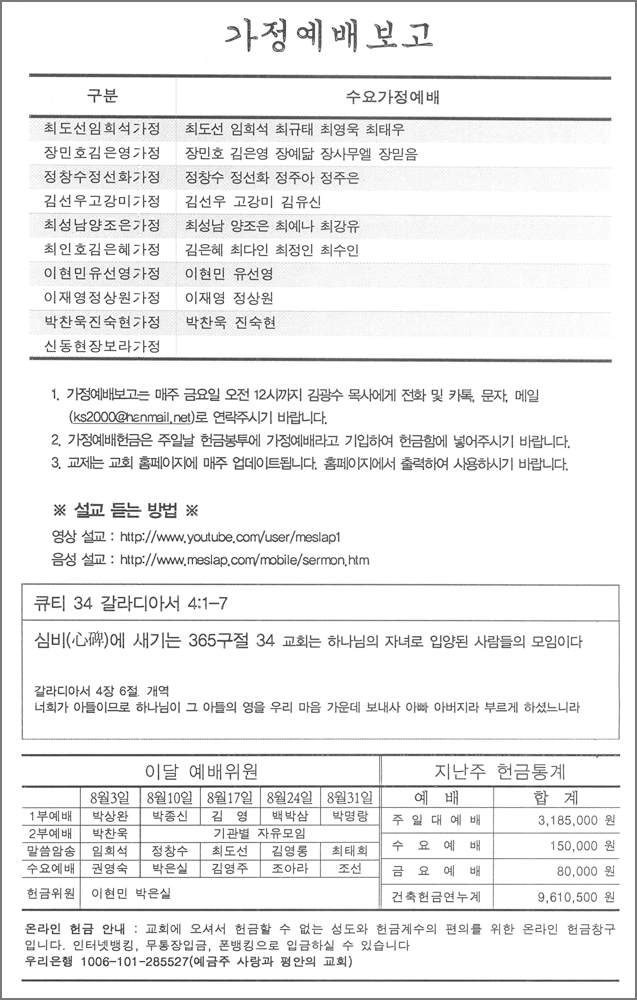 가정예배보고
구분 수요가정예배
최도선임희석가정 최도선 임희석 최규태 최영욱 최태우
장민호김은영가정 장민호 김은영 장예닮 장사무엘 장믿음
정창수정선화가정 정창수 정선화 정주아 정주은
김선우고강미가정 김선우 고강미 김유신
최성남양조은가정 최성남 양조은 최예나 최강유
최인호김은혜가정 김은혜 최다인 최정인 최수인
이현민유선영가정 이현민 유선영
이재영정상원가정 이재영 정상원
박찬욱진숙현가정 박찬욱 진숙현
신동현장보라가정
1. 가정예배보고는 매주 금요일 오전 12시까지 김광수 목사에게 전화 및 카톡, 문자, 메일
(ks2000@hanmail.net)로 연락주시기 바랍니다.
2. 가정예배헌금은 주일날 헌금봉투에 가정예배라고 기입하여 헌금함에 넣어주시기 바랍니다.
3. 교제는 교회 홈페이지에 매주 업데이트됩니다. 홈페이지에서 출력하여 사용하시기 바랍니다.
※ 설교 듣는 방법 ※
영상 설교 : http://www.youtube.com/user/meslap1
음성 설교 : http://www.meslap.com/mobile/sermon.htm
큐티 34 갈라디아서 4:1-7
심비(心碑)에 새기는 365구절 34 교회는 하나님의 자녀로 입양된 사람들의 모임이다
갈라디아서 4장 6절. 개역
너희가 아들이므로 하나님이 그 아들의 영을 우리 마음 가운데 보내사 아빠 아버지라 부르게 하셨느니라
이달 예배위원
8월3일 8월10일 8월17일 8월24일 8월31일
1부예배 박상완 박종신 김 영 백박삼 박명랑
2부예배 박찬욱 기관별 자유모임
말씀암송 임희석 정창수 최도선 김영롱 최태희
수요예배 권영숙 박은실 김영주 조아라 조선
헌금위원 이현민 박은실
지난주 헌금통계
예 배 합 계
주일대예배 3,185,000 원
수 요 예 배 150,000 원
금 요 예 배 80,000 원
건축헌금연누계 9,610,500 원
온라인 헌금 안내 : 교회에 오셔서 헌금할 수 없는 성도와 헌금계수의 편의를 위한 온라인 헌금창구
입니다. 인터넷뱅킹, 무통장입금, 폰뱅킹으로 입금하실 수 있습니다
우리은행 1006-101-285527(예금주 사랑과 평안의 교회)